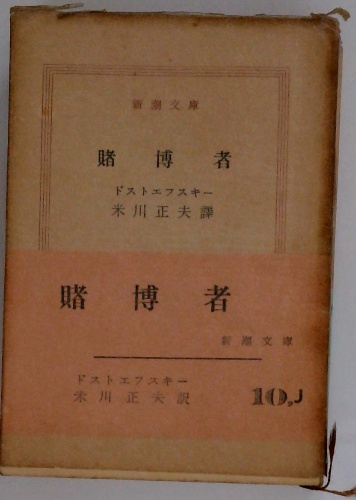 新潮文庫
賭博者
ドストエフスキー
米川正夫譯
賭博者
新潮文庫
ドストエフスキー
米川正夫訳
10,J